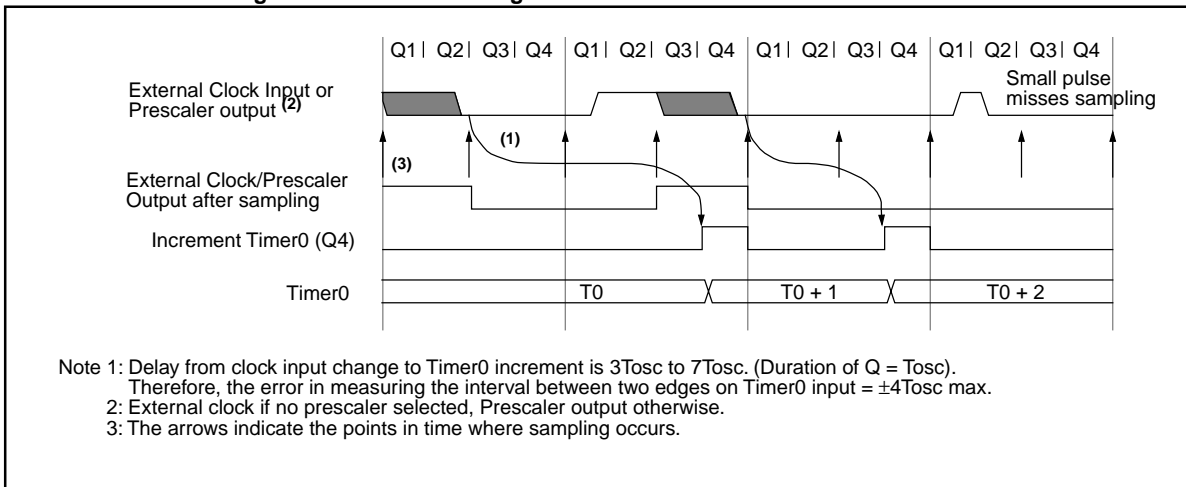 Q1 | Q2 | Q3 | Q4 Q1 | Q2 | Q3 | Q4 Q1 | Q2 | Q3 | Q4 Q1 | Q2 | Q3 | Q4
External Clock Input or
Prescaler output (2)
Small pulse
misses sampling
(1)
(3)
External Clock/Prescaler
Output after sampling
Increment Timer0 (Q4)
Timer0 T0 T0 + 1 T0 + 2
Note 1: Delay from clock input change to Timer0 increment is 3Tosc to 7Tosc. (Duration of Q = Tosc).
Therefore, the error in measuring the interval between two edges on Timer0 input = ±4Tosc max.
2: External clock if no prescaler selected, Prescaler output otherwise.
3: The arrows indicate the points in time where sampling occurs.